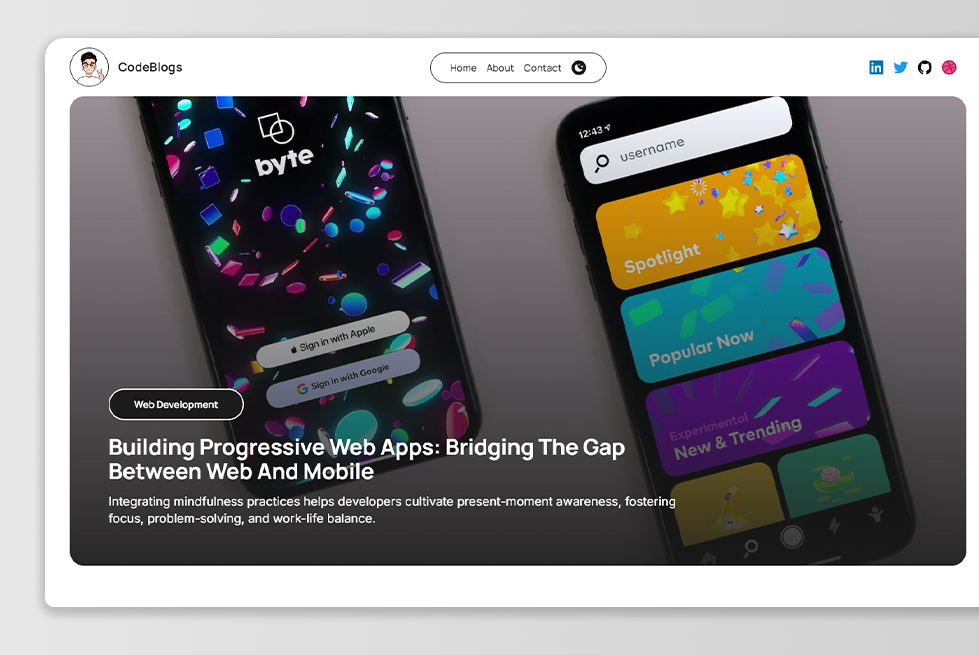 CodeBlogs
Home About Contact
12:43
byte
username
Spotlight
Sign in with Apple
Popular Now
Sign in with Google
Web Development
Experimental
New & Trending
Building Progressive Web Apps: Bridging The Gap
Between Web And Mobile
Integrating mindfulness practices helps developers cultivate present-moment awareness, fostering
focus, problem-solving, and work-life balance.